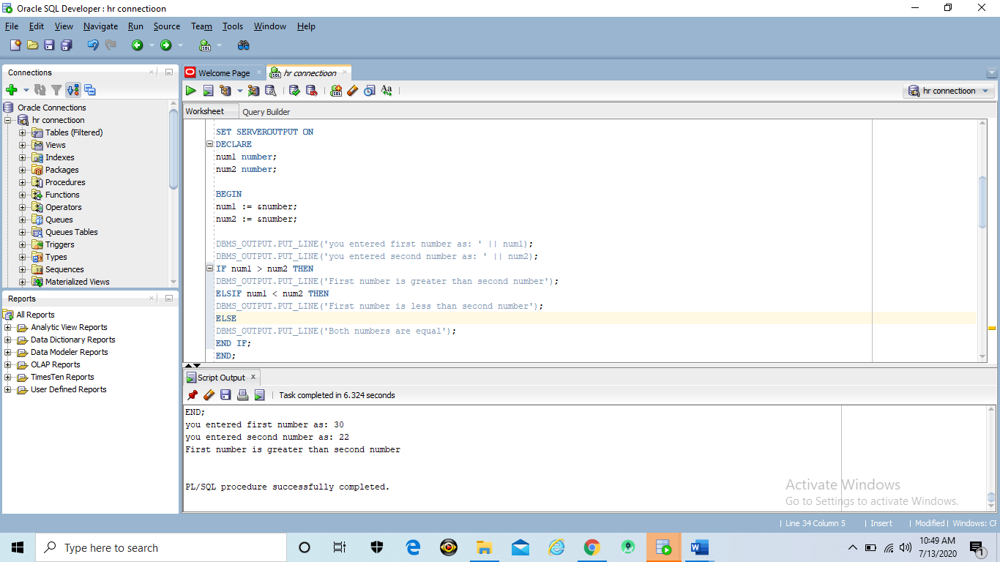 Oracle SQL Developer : hr connectioon
File Edit View Navigate Run Source Team Tools Window Help
Connections
Oracle Connections
hr connectioon
Tables (Filtered)
Views
Indexes
Packages
Procedures
Functions
Operators
Queues
Queues Tables
Triggers
Types
Sequences
Materialized Views
Reports
All Reports
Analytic View Reports
Data Dictionary Reports
Data Modeler Reports
OLAP Reports
TimesTen Reports
User Defined Reports
Welcome Page
hr connectioon
hr connectioon
Worksheet Query Builder
SET SERVEROUTPUT ON
DECLARE
num1 number;
num2 number;
BEGIN
num1 := &number;
num2 := &number;
DBMS_OUTPUT.PUT_LINE('you entered first number as: ' || num1);
DBMS_OUTPUT.PUT_LINE('you entered second number as: ' || num2);
IF num1 > num2 THEN
DBMS_OUTPUT.PUT_LINE('First number is greater than second number');
ELSIF num1 < num2 THEN
DBMS_OUTPUT.PUT_LINE('First number is less than second number');
ELSE
DBMS_OUTPUT.PUT_LINE('Both numbers are equal');
END IF;
END;
Script Output x
Task completed in 6.324 seconds
END;
you entered first number as: 30
you entered second number as: 22
First number is greater than second number
PL/SQL procedure successfully completed.
Activate Windows
Go to Settings to activate Windows.
Line 34 Column 5 | Insert | Modified | Windows: CF
Type here to search
10:49 AM
7/13/2020
1